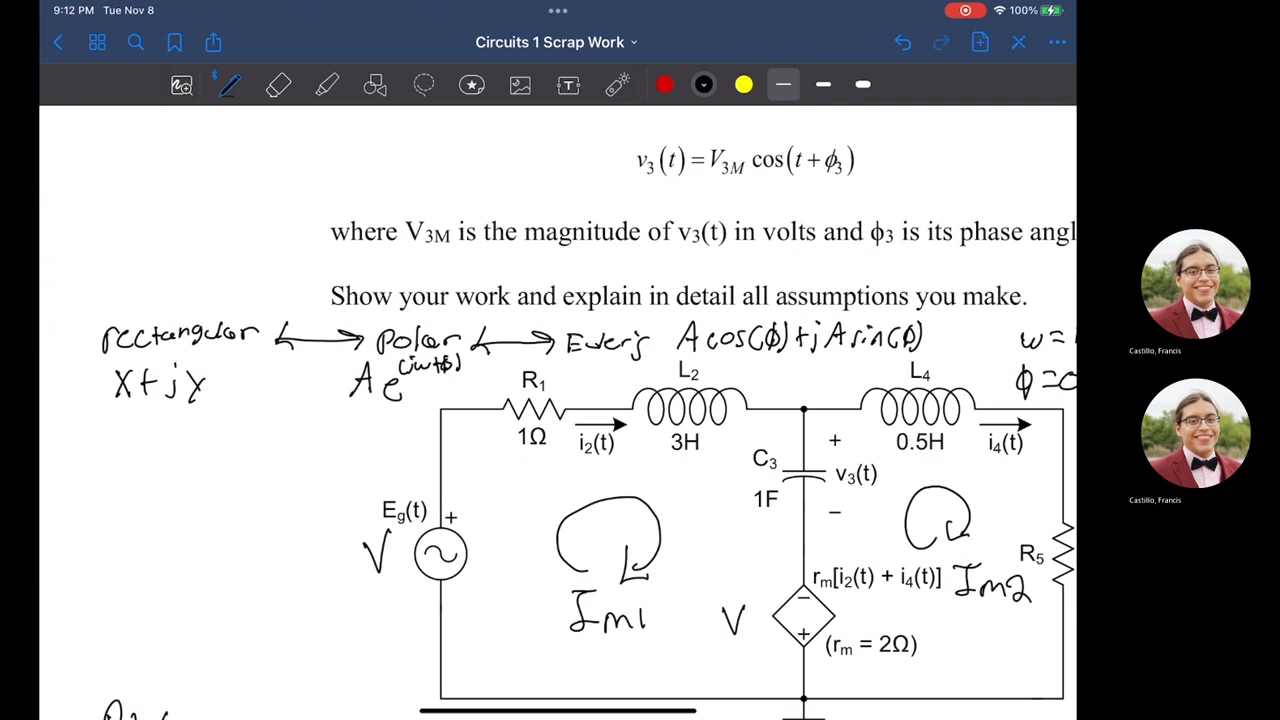 9:12 PM Tue Nov 8
100%
Circuits 1 Scrap Work
v₃(t) = V₃M cos(t + ϕ₃)
where V₃M is the magnitude of v₃(t) in volts and ϕ₃ is its phase angl
Show your work and explain in detail all assumptions you make.
rectangular ↔ polar ↔ Euler's A cos(ϕ) + j A sin(ϕ)
x + jy
A e^(jωt+ϕ)
ω =
ϕ = 0
R₁
L₂
L₄
1Ω
i₂(t)
3H
0.5H
i₄(t)
C₃
1F
+
v₃(t)
−
Eg(t)
+
V
R₅
Im1
Im2
rm[i₂(t) + i₄(t)]
V
−
+
(rm = 2Ω)
Castillo, Francis
Castillo, Francis